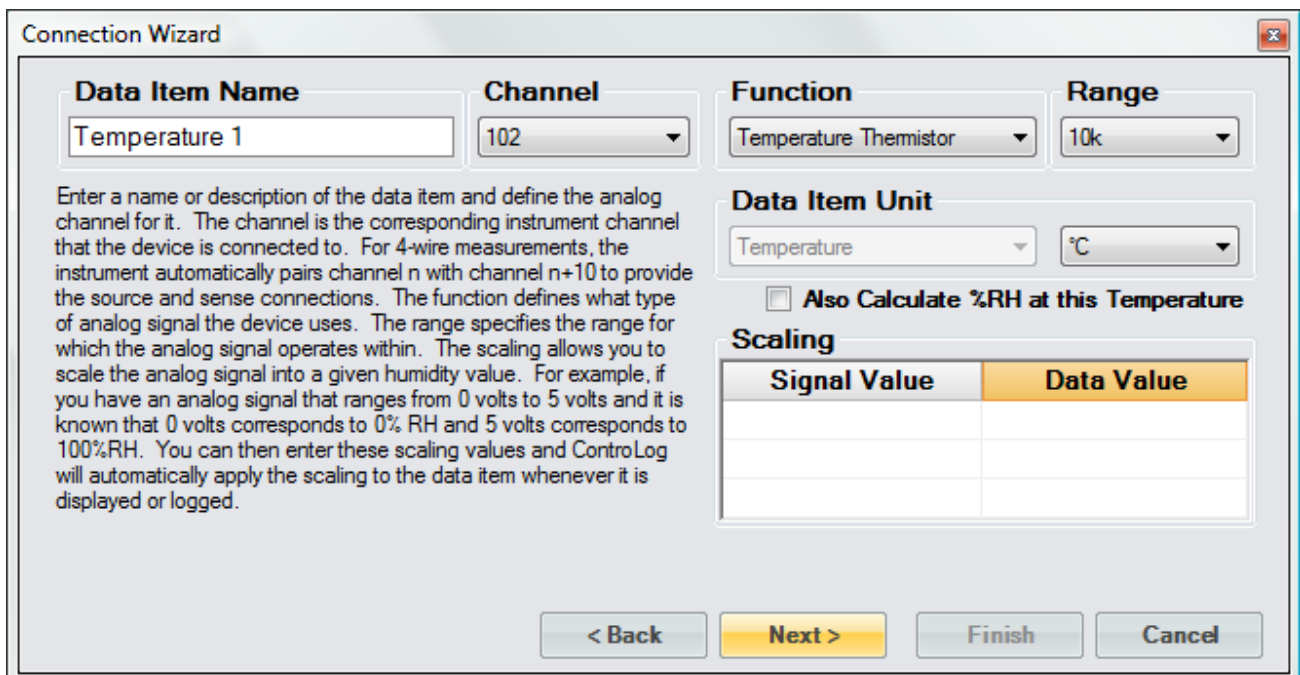 Connection Wizard
Data Item Name
Channel
Function
Range
Temperature 1
102
Temperature Thermistor
10k
Enter a name or description of the data item and define the analog
channel for it.  The channel is the corresponding instrument channel
that the device is connected to.  For 4-wire measurements, the
instrument automatically pairs channel n with channel n+10 to provide
the source and sense connections.  The function defines what type
of analog signal the device uses.  The range specifies the range for
which the analog signal operates within.  The scaling allows you to
scale the analog signal into a given humidity value.  For example, if
you have an analog signal that ranges from 0 volts to 5 volts and it is
known that 0 volts corresponds to 0% RH and 5 volts corresponds to
100%RH.  You can then enter these scaling values and ControLog
will automatically apply the scaling to the data item whenever it is
displayed or logged.
Data Item Unit
Temperature
°C
Also Calculate %RH at this Temperature
Scaling
Signal Value
Data Value
< Back
Next >
Finish
Cancel